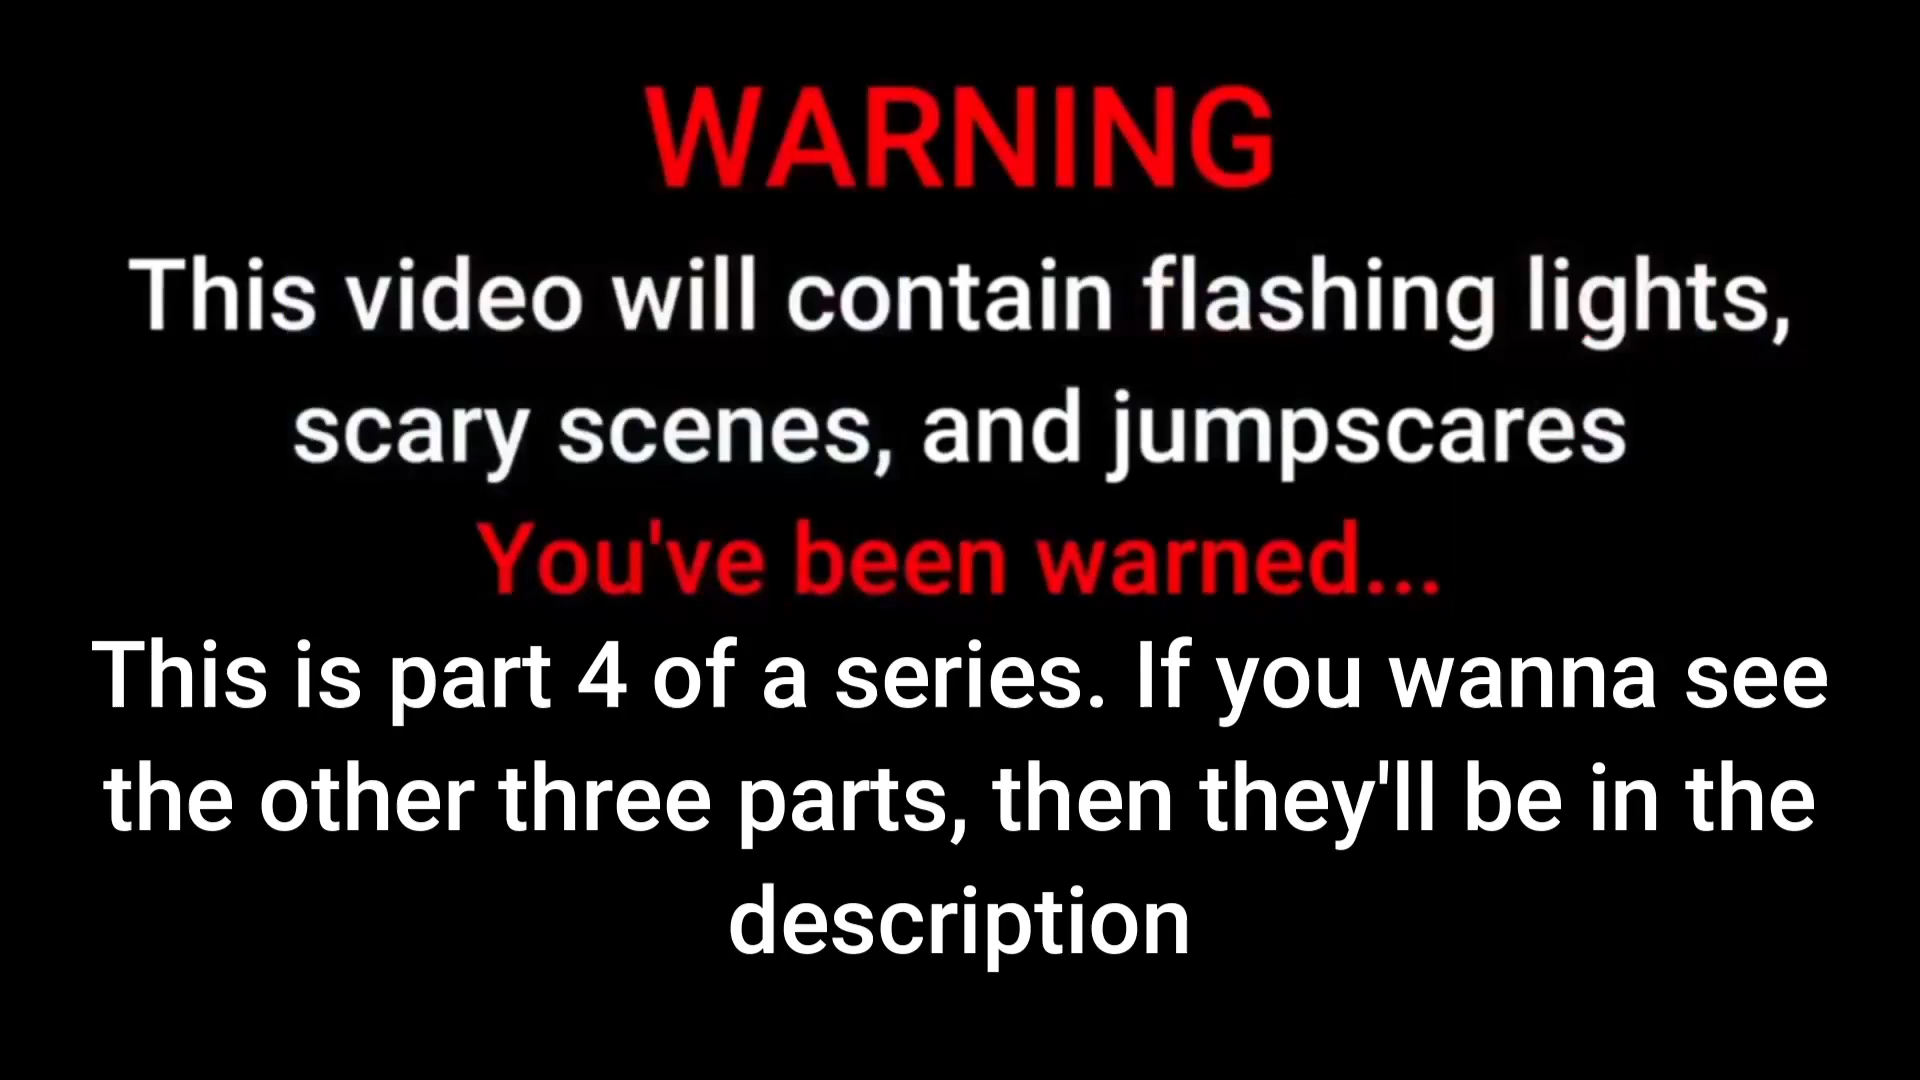 WARNING
This video will contain flashing lights,
scary scenes, and jumpscares
You've been warned...
This is part 4 of a series. If you wanna see
the other three parts, then they'll be in the
description